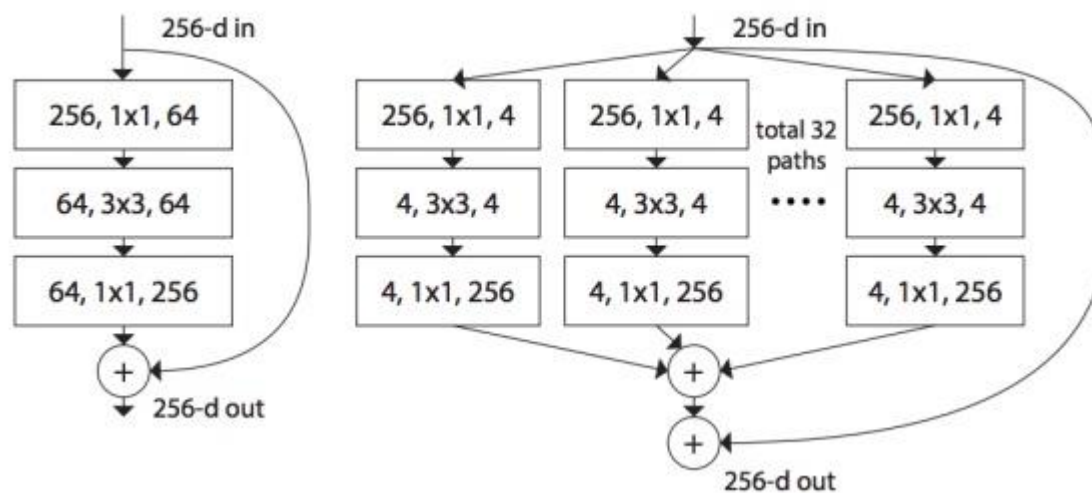 256-d in
256, 1x1, 64
64, 3x3, 64
64, 1x1, 256
+
256-d out
256-d in
256, 1x1, 4
256, 1x1, 4
total 32
paths
256, 1x1, 4
4, 3x3, 4
4, 3x3, 4
....
4, 3x3, 4
4, 1x1, 256
4, 1x1, 256
4, 1x1, 256
+
+
256-d out